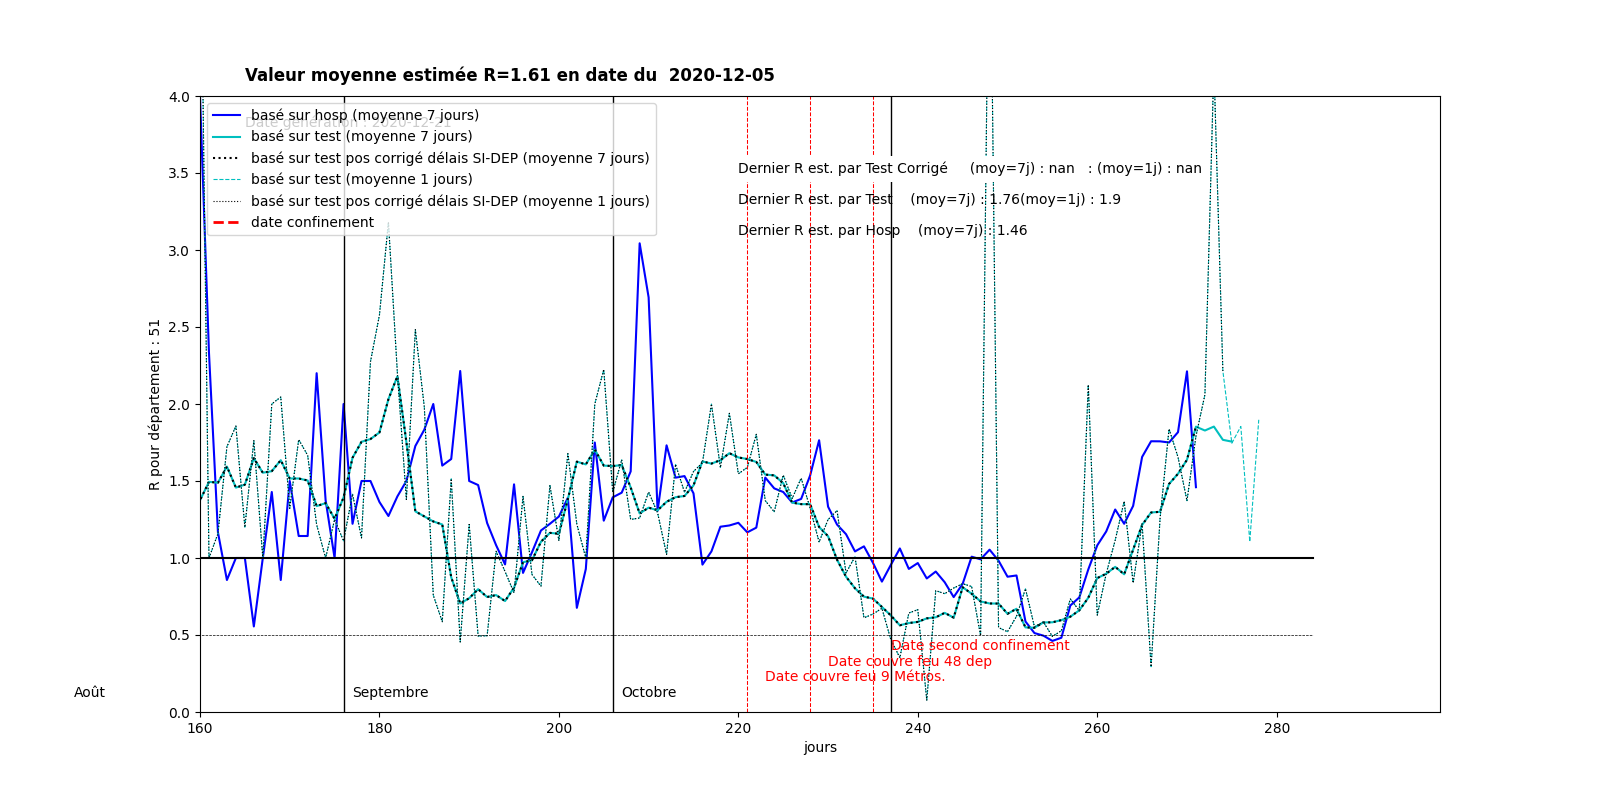 Valeur moyenne estimée R=1.61 en date du  2020-12-05
Date génération : 2020-12-21
basé sur hosp (moyenne 7 jours)
basé sur test (moyenne 7 jours)
basé sur test pos corrigé délais SI-DEP (moyenne 7 jours)
basé sur test (moyenne 1 jours)
basé sur test pos corrigé délais SI-DEP (moyenne 1 jours)
date confinement
Dernier R est. par Test Corrigé     (moy=7j) : nan   : (moy=1j) : nan
Dernier R est. par Test    (moy=7j) : 1.76(moy=1j) : 1.9
Dernier R est. par Hosp    (moy=7j) : 1.46
4.0
3.5
3.0
2.5
2.0
1.5
1.0
0.5
0.0
R pour département : 51
Date second confinement
Date couvre feu 48 dep
Date couvre feu 9 Métros.
Août
Septembre
Octobre
160
180
200
220
240
260
280
jours